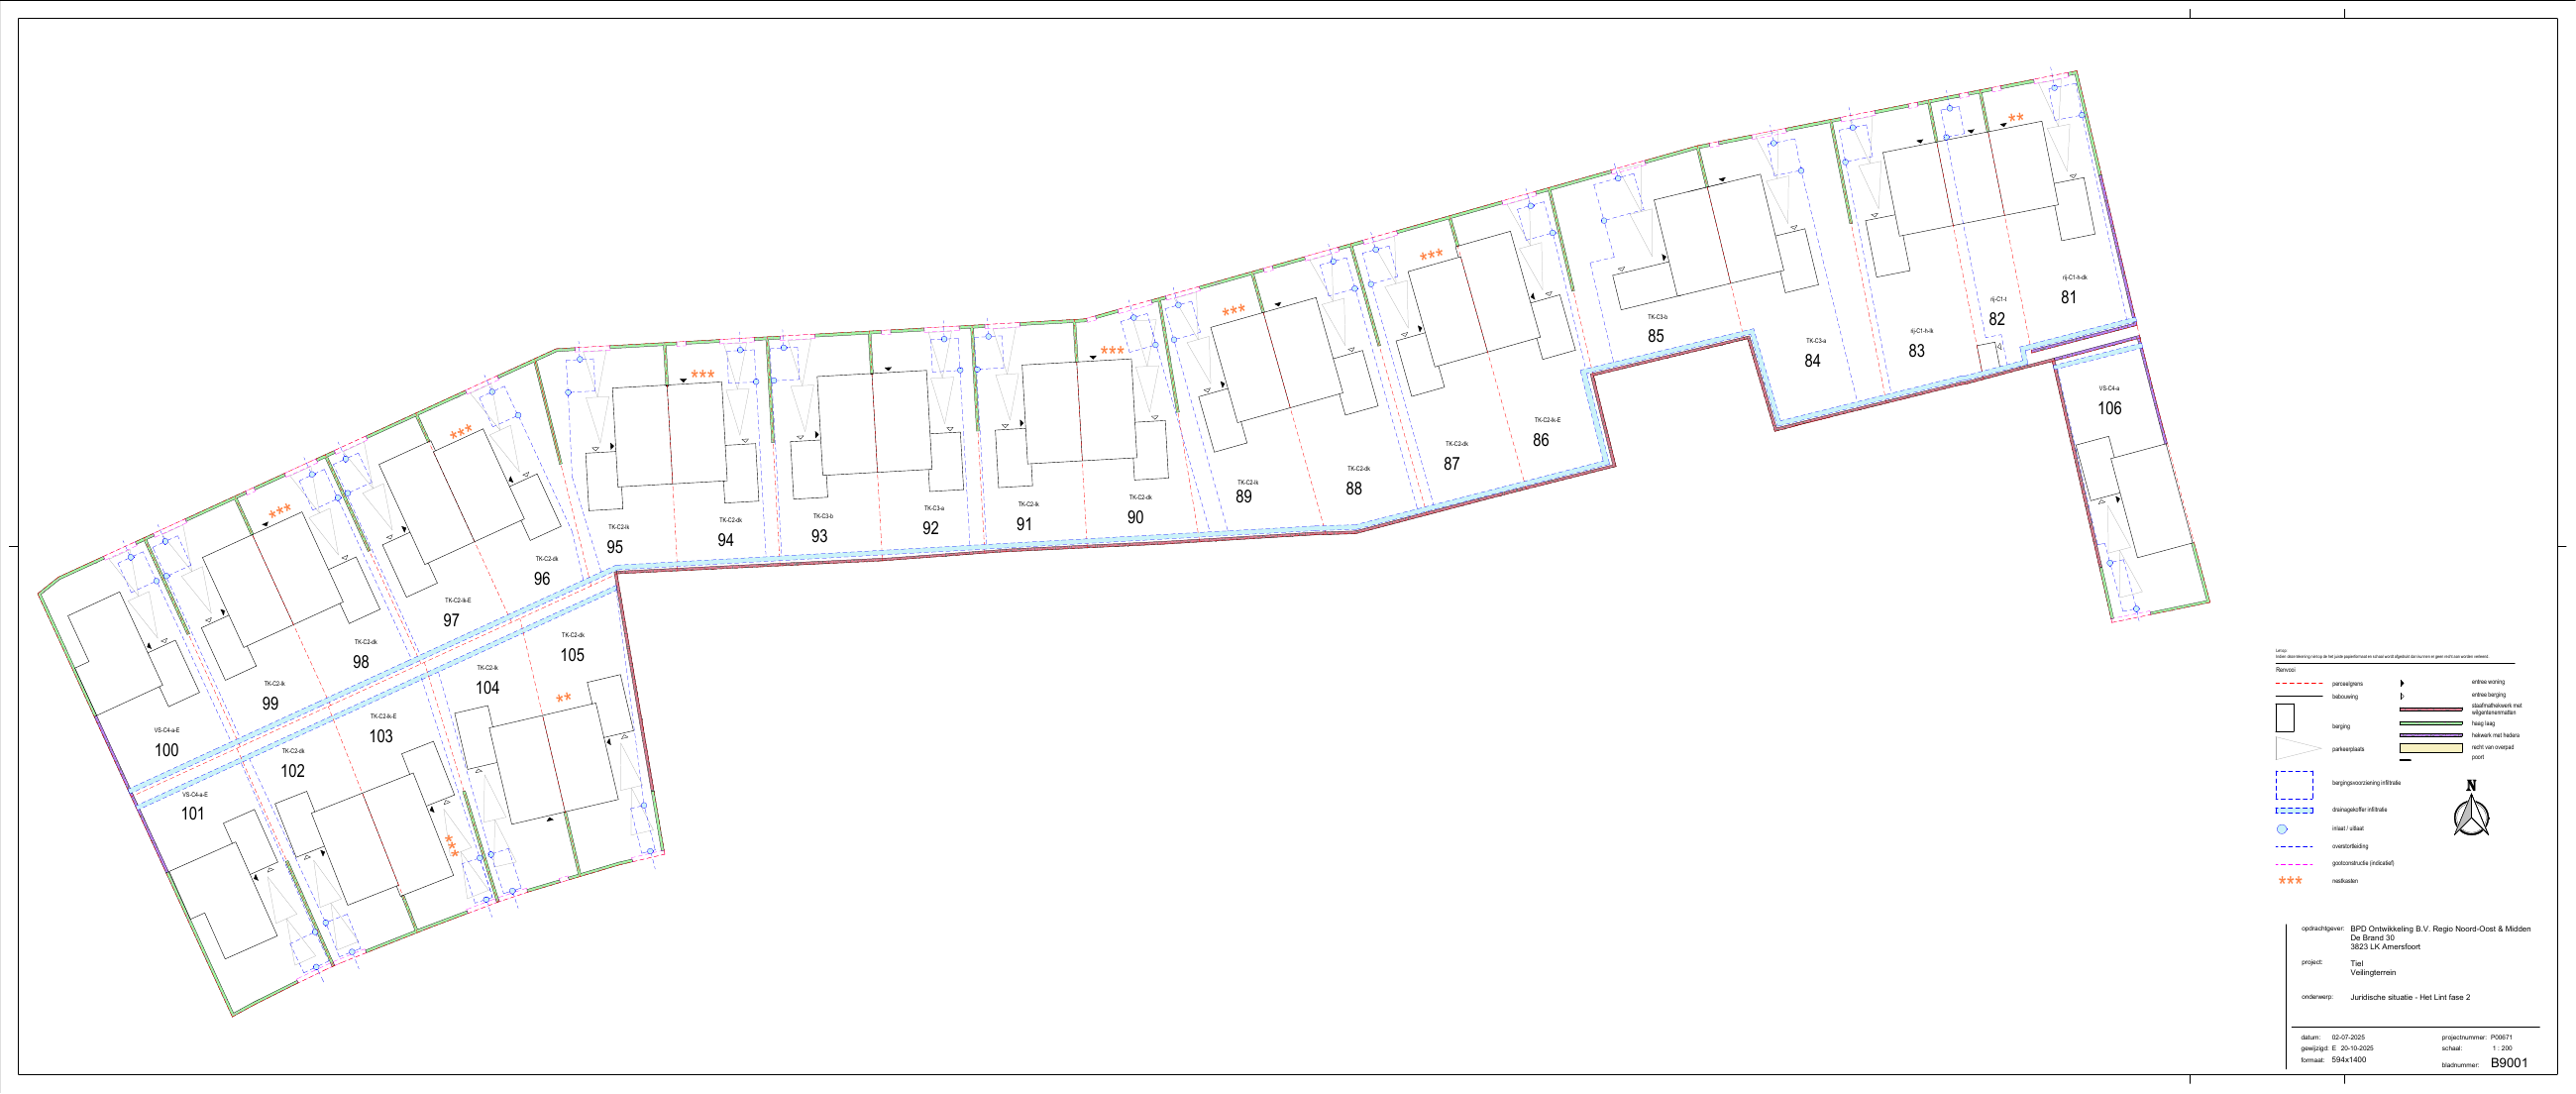 rij-C1-h-dk
81
rij-C1-t
82
rij-C1-h-lk
83
TK-C3-a
84
TK-C3-b
85
TK-C2-lk-E
86
TK-C2-dk
87
TK-C2-dk
88
TK-C2-lk
89
TK-C2-dk
90
TK-C2-lk
91
TK-C3-a
92
TK-C3-b
93
TK-C2-dk
94
TK-C2-lk
95
TK-C2-dk
96
TK-C2-lk-E
97
TK-C2-dk
98
TK-C2-lk
99
VS-C4-a-E
100
VS-C4-a-E
101
TK-C2-dk
102
TK-C2-lk-E
103
TK-C2-lk
104
TK-C2-dk
105
VS-C4-a
106
Let op:
Renvooi
perceelgrens
bebouwing
berging
parkeerplaats
bergingsvoorziening infiltratie
drainagekoffer infiltratie
inlaat / uitlaat
overstortleiding
gootconstructie (indicatief)
nestkasten
entree woning
entree berging
staafmathekwerk met
wilgentenenmatten
haag laag
hekwerk met hedera
recht van overpad
poort
N
opdrachtgever: BPD Ontwikkeling B.V. Regio Noord-Oost & Midden
De Brand 30
3823 LK Amersfoort
project: Tiel
Veilingterrein
onderwerp: Juridische situatie - Het Lint fase 2
datum: 02-07-2025 projectnummer: P00671
gewijzigd: E 20-10-2025 schaal: 1 : 200
formaat: 594x1400 bladnummer: B9001